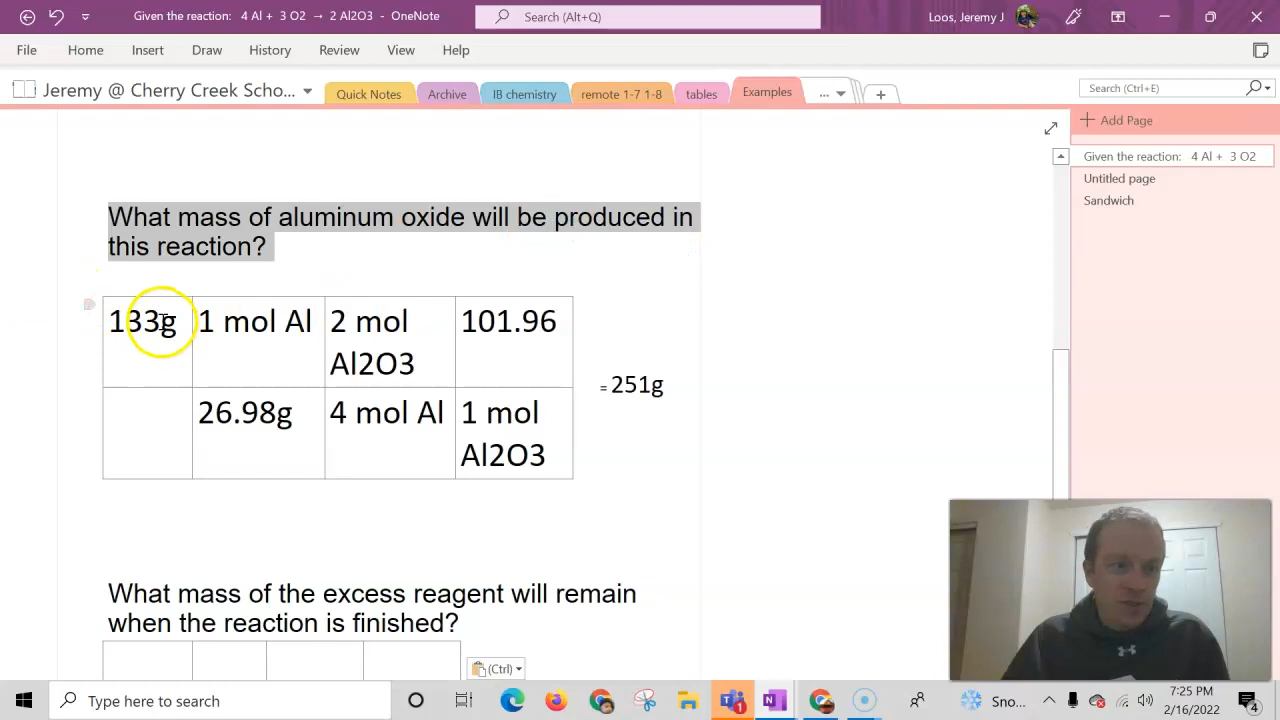 Given the reaction: 4 Al + 3 O2 → 2 Al2O3 - OneNote
Search (Alt+Q)
Loos, Jeremy J
File Home Insert Draw History Review View Help
Jeremy @ Cherry Creek Scho...
Quick Notes Archive IB chemistry remote 1-7 1-8 tables Examples ... +
Search (Ctrl+E)
Add Page
Given the reaction: 4 Al + 3 O2
Untitled page
Sandwich
What mass of aluminum oxide will be produced in
this reaction?
133g 1 mol Al 2 mol 101.96
Al2O3
= 251g
26.98g 4 mol Al 1 mol
Al2O3
What mass of the excess reagent will remain
when the reaction is finished?
(Ctrl)
Type here to search
1
Sno...
7:25 PM
2/16/2022
4